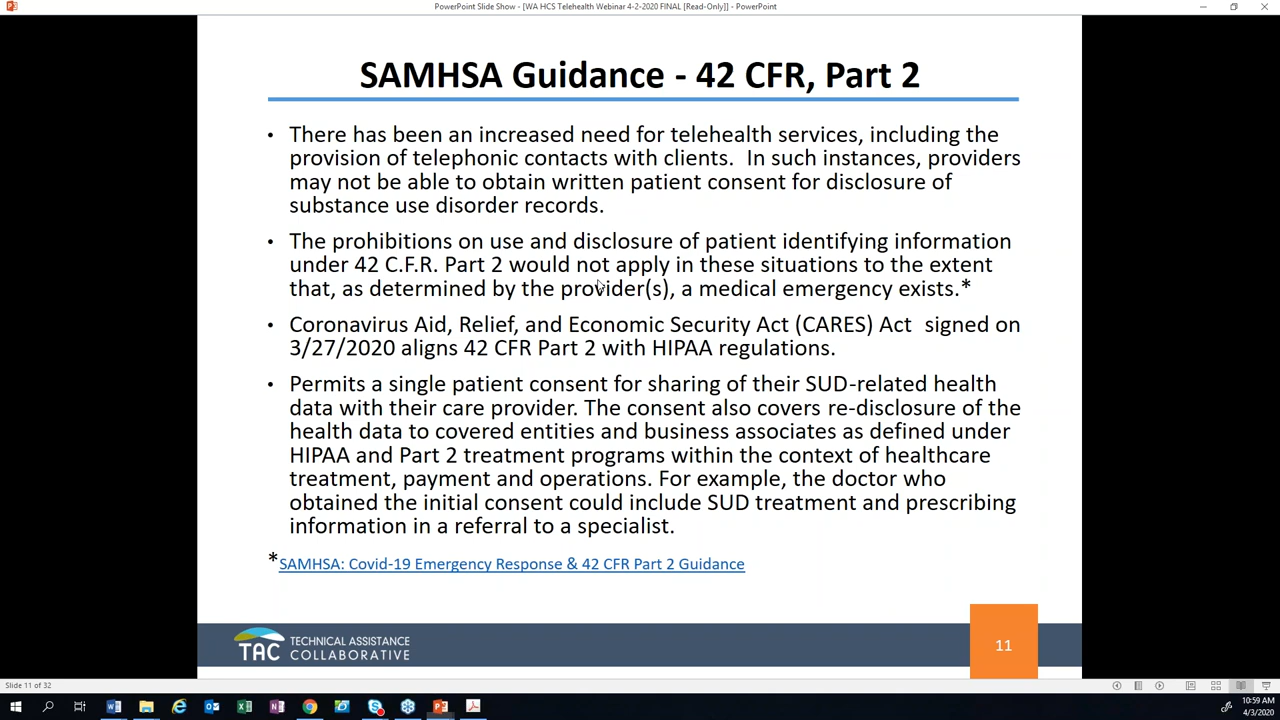 PowerPoint Slide Show - [WA HCS Telehealth Webinar 4-2-2020 FINAL [Read-Only]] - PowerPoint
SAMHSA Guidance - 42 CFR, Part 2
• There has been an increased need for telehealth services, including the
provision of telephonic contacts with clients.  In such instances, providers
may not be able to obtain written patient consent for disclosure of
substance use disorder records.
• The prohibitions on use and disclosure of patient identifying information
under 42 C.F.R. Part 2 would not apply in these situations to the extent
that, as determined by the provider(s), a medical emergency exists.*
• Coronavirus Aid, Relief, and Economic Security Act (CARES) Act  signed on
3/27/2020 aligns 42 CFR Part 2 with HIPAA regulations.
• Permits a single patient consent for sharing of their SUD-related health
data with their care provider. The consent also covers re-disclosure of the
health data to covered entities and business associates as defined under
HIPAA and Part 2 treatment programs within the context of healthcare
treatment, payment and operations. For example, the doctor who
obtained the initial consent could include SUD treatment and prescribing
information in a referral to a specialist.
*SAMHSA: Covid-19 Emergency Response & 42 CFR Part 2 Guidance
TAC TECHNICAL ASSISTANCE
COLLABORATIVE
11
Slide 11 of 32
10:59 AM
4/3/2020